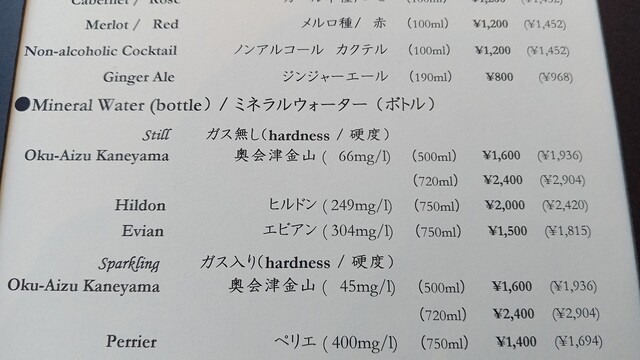 Cabernet / Rosé (100ml) ¥1,200 (¥1,452)
Merlot / Red メルロ種 / 赤 (100ml) ¥1,200 (¥1,452)
Non-alcoholic Cocktail ノンアルコール カクテル (100ml) ¥1,200 (¥1,452)
Ginger Ale ジンジャーエール (190ml) ¥800 (¥968)
●Mineral Water (bottle) / ミネラルウォーター (ボトル)
Still ガス無し(hardness / 硬度)
Oku-Aizu Kaneyama 奥会津金山 ( 66mg/l) (500ml) ¥1,600 (¥1,936)
(720ml) ¥2,400 (¥2,904)
Hildon ヒルドン ( 249mg/l) (750ml) ¥2,000 (¥2,420)
Evian エビアン ( 304mg/l) (750ml) ¥1,500 (¥1,815)
Sparkling ガス入り(hardness / 硬度)
Oku-Aizu Kaneyama 奥会津金山 ( 45mg/l) (500ml) ¥1,600 (¥1,936)
(720ml) ¥2,400 (¥2,904)
Perrier ペリエ ( 400mg/l) (750ml) ¥1,400 (¥1,694)